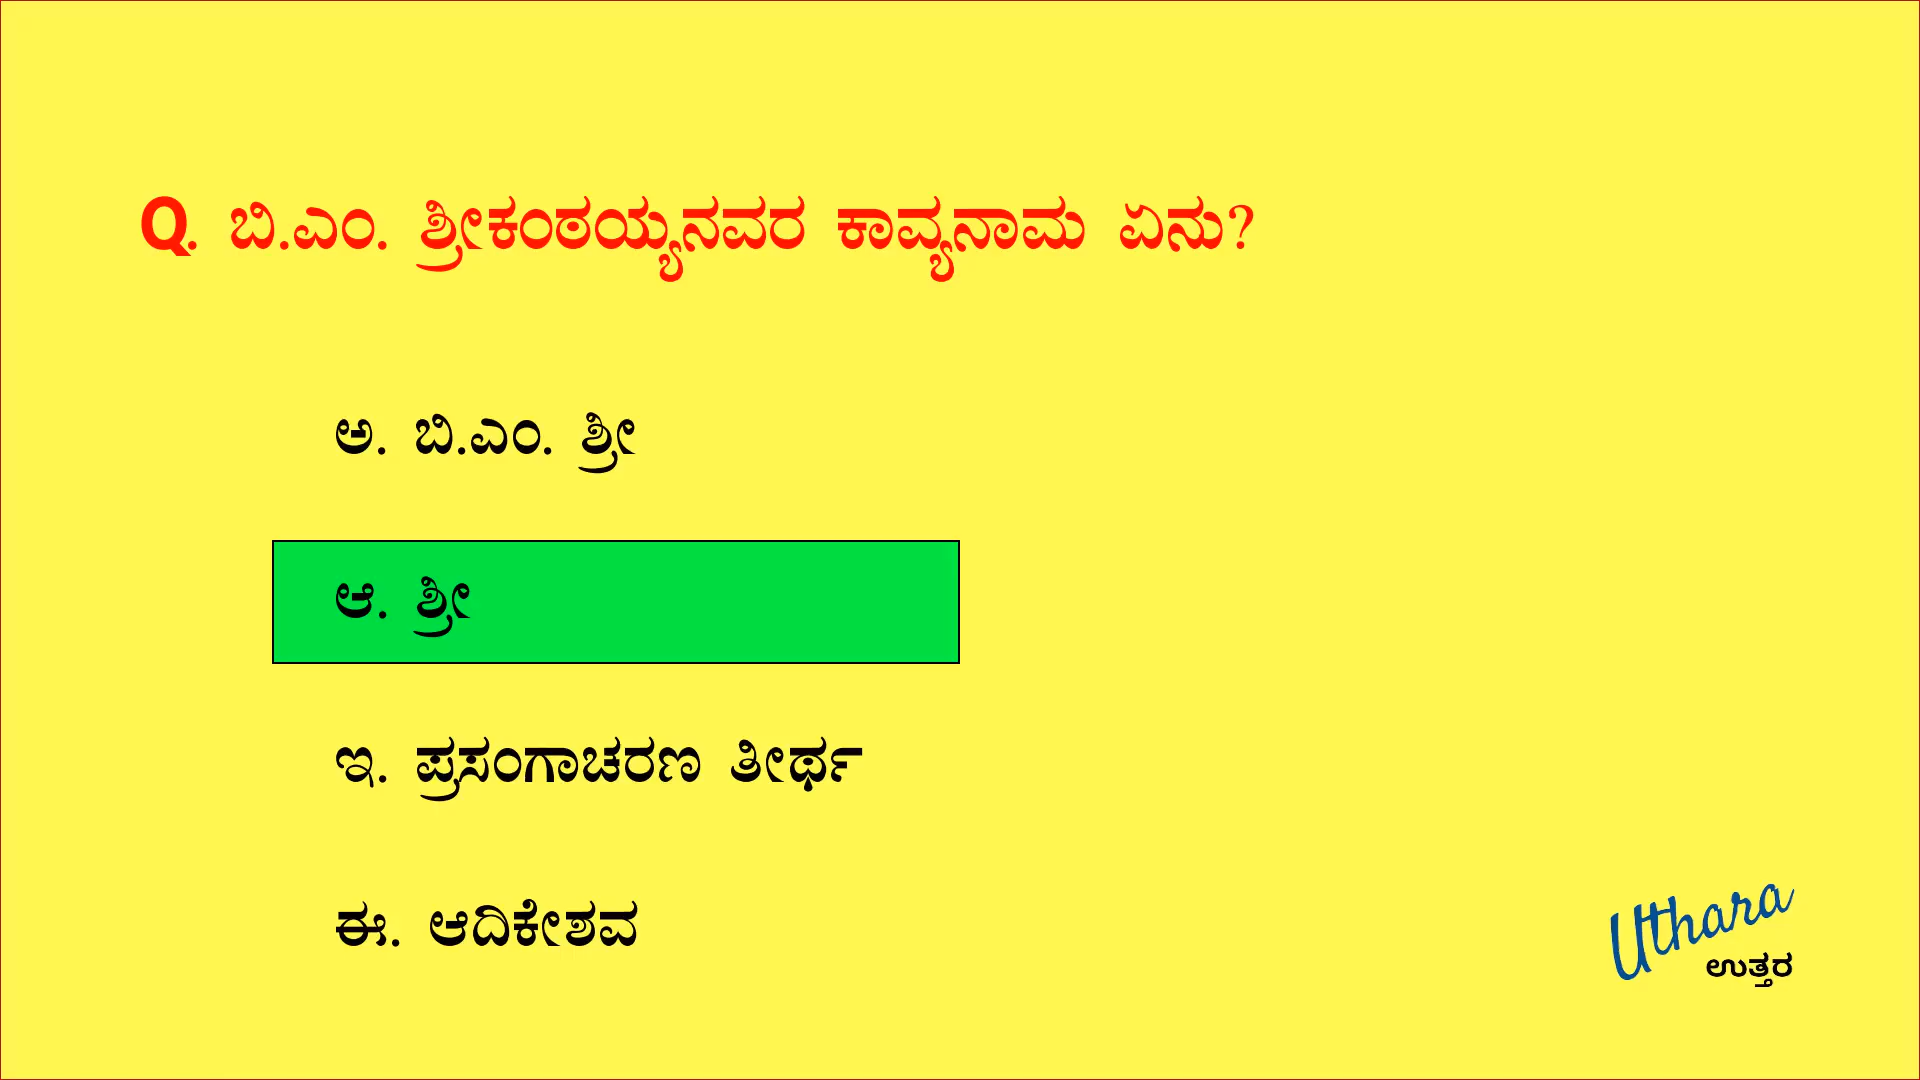 Q. ಬಿ.ಎಂ. ಶ್ರೀಕಂಠಯ್ಯನವರ ಕಾವ್ಯನಾಮ ಏನು?
ಅ. ಬಿ.ಎಂ. ಶ್ರೀ
ಆ. ಶ್ರೀ
ಇ. ಪ್ರಸಂಗಾಚರಣ ತೀರ್ಥ
ಈ. ಆದಿಕೇಶವ
Uthara
ಉತ್ತರ